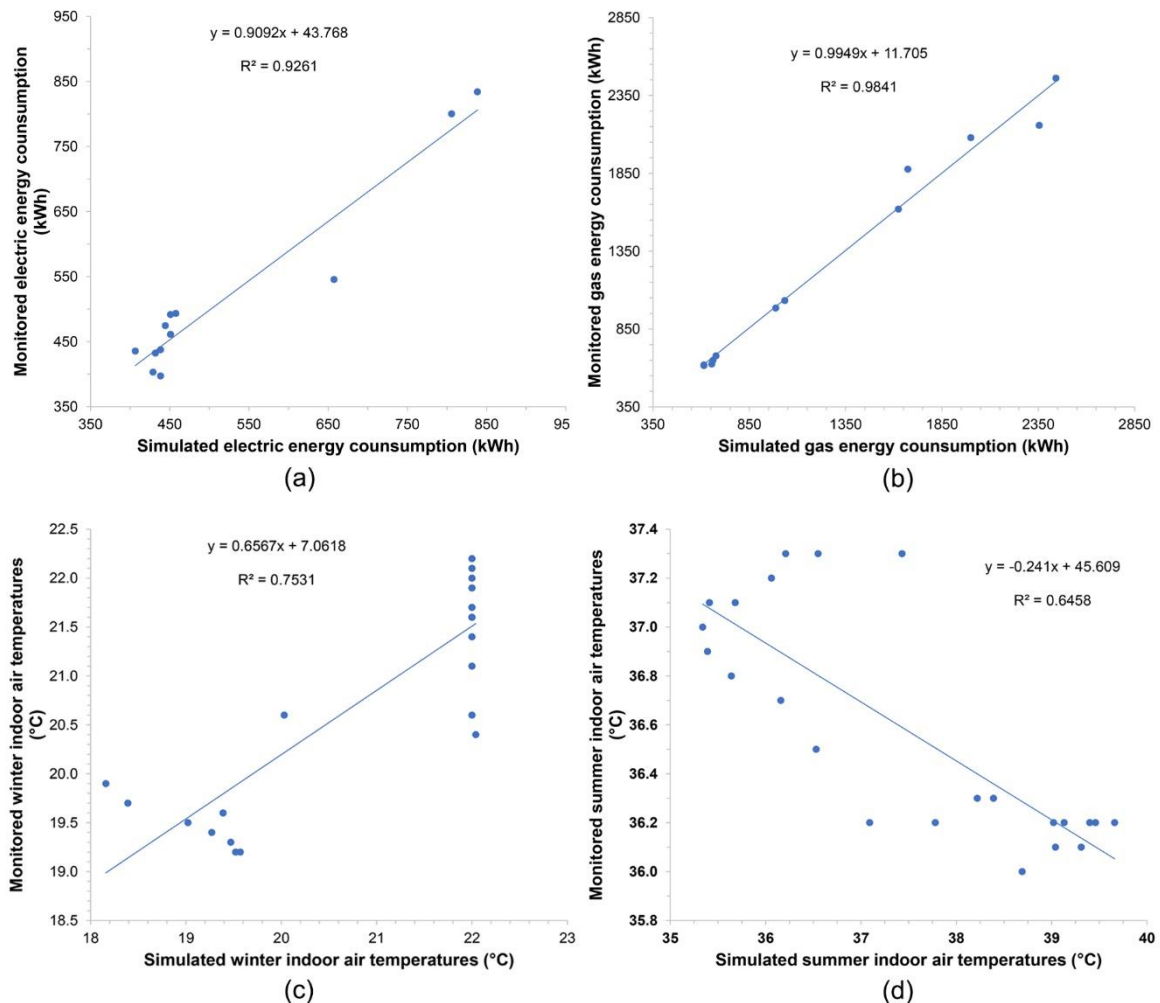 950
850
750
650
550
450
350
Monitored electric energy counsumption
(kWh)
y = 0.9092x + 43.768
R² = 0.9261
350 450 550 650 750 850 95
Simulated electric energy counsumption (kWh)
(a)
2850
2350
1850
1350
850
350
Monitored gas energy counsumption (kWh)
y = 0.9949x + 11.705
R² = 0.9841
350 850 1350 1850 2350 2850
Simulated gas energy counsumption (kWh)
(b)
22.5
22.0
21.5
21.0
20.5
20.0
19.5
19.0
18.5
Monitored winter indoor air temperatures
(°C)
y = 0.6567x + 7.0618
R² = 0.7531
18 19 20 21 22 23
Simulated winter indoor air temperatures (°C)
(c)
37.4
37.2
37.0
36.8
36.6
36.4
36.2
36.0
35.8
Monitored summer indoor air temperatures
(°C)
y = -0.241x + 45.609
R² = 0.6458
35 36 37 38 39 40
Simulated summer indoor air temperatures (°C)
(d)